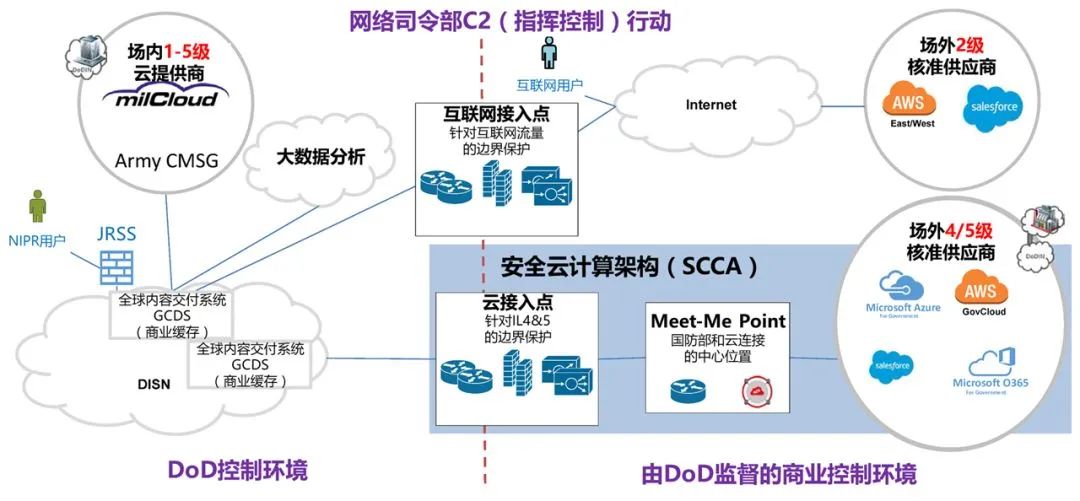 网络司令部C2（指挥控制）行动
DoDIN
场内1-5级
云提供商
milCloud
Army CMSG
大数据分析
互联网用户
互联网接入点
针对互联网流量
的边界保护
Internet
场外2级
核准供应商
AWS
East/West
salesforce
NIPR用户
JRSS
全球内容交付系统
GCDS
（商业缓存）
全球内容交付系统
GCDS
（商业缓存）
DISN
安全云计算架构（SCCA）
云接入点
针对IL4&5
的边界保护
Meet-Me Point
国防部和云连接
的中心位置
场外4/5级
核准供应商
DoDIN
Microsoft Azure
For Government
AWS
GovCloud
salesforce
Microsoft O365
For Government
DoD控制环境
由DoD监督的商业控制环境